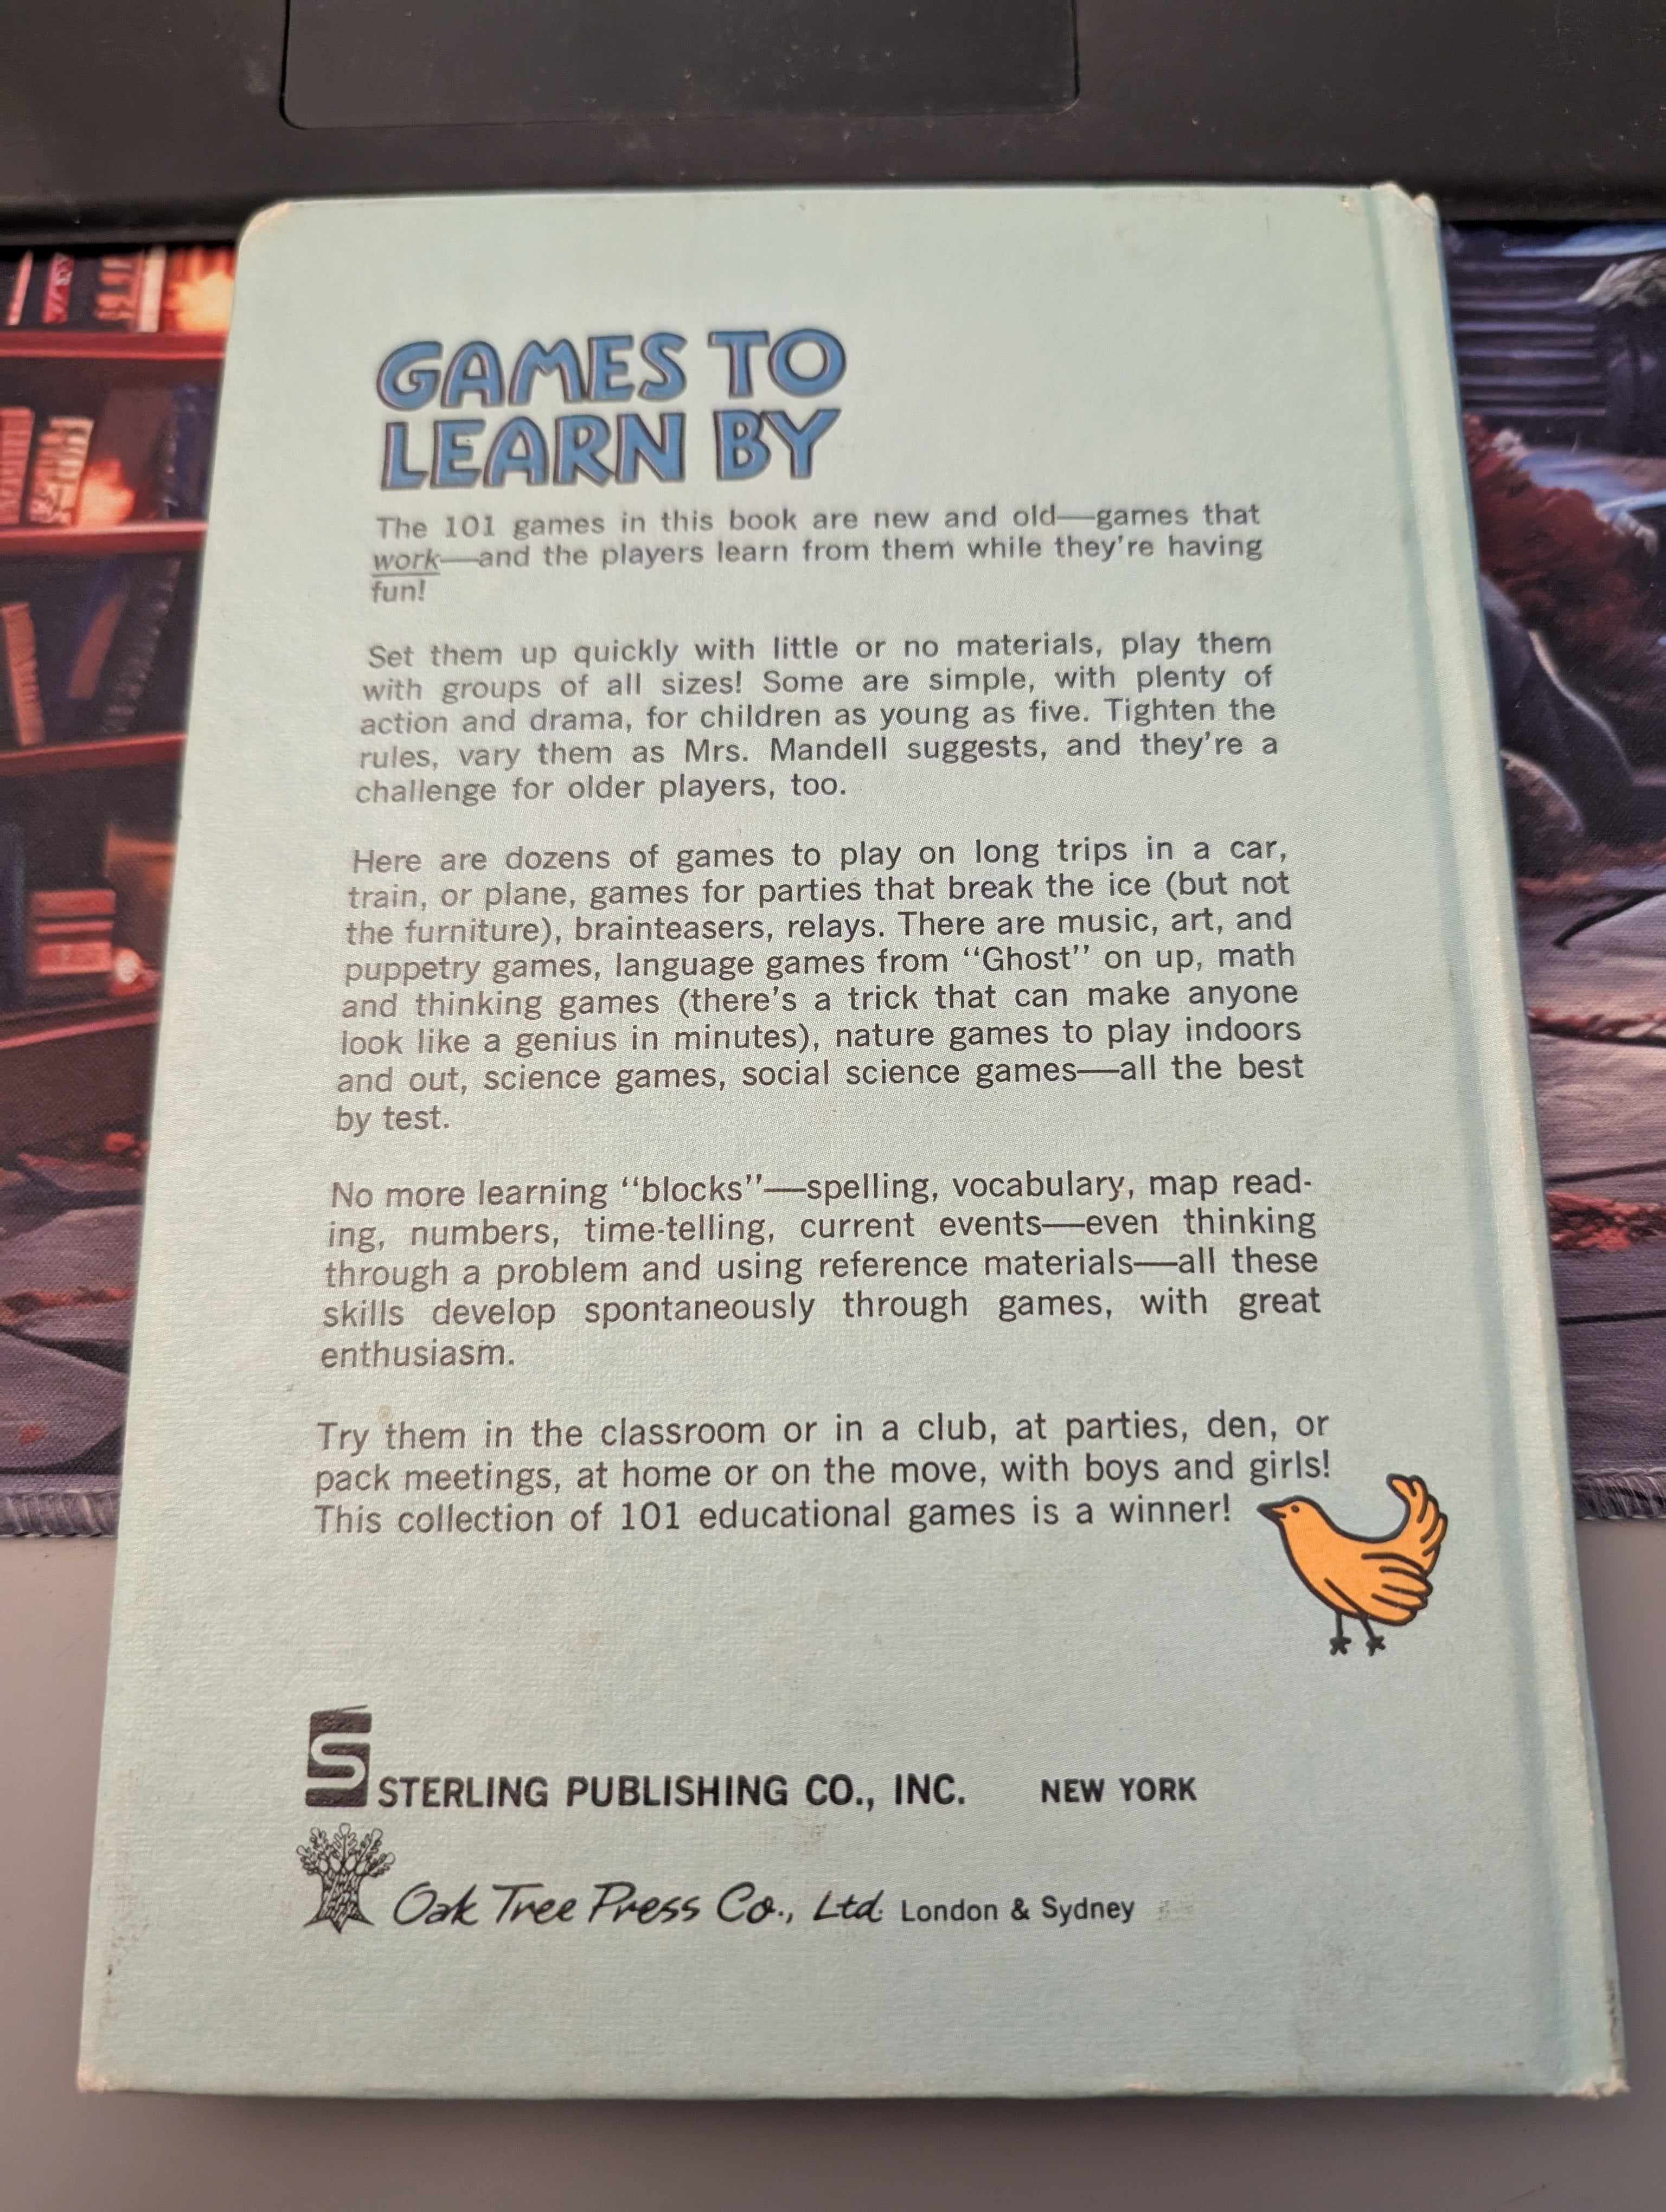 GAMES TO
LEARN BY
The 101 games in this book are new and old—games that
work—and the players learn from them while they're having
fun!
Set them up quickly with little or no materials, play them
with groups of all sizes! Some are simple, with plenty of
action and drama, for children as young as five. Tighten the
rules, vary them as Mrs. Mandell suggests, and they're a
challenge for older players, too.
Here are dozens of games to play on long trips in a car,
train, or plane, games for parties that break the ice (but not
the furniture), brainteasers, relays. There are music, art, and
puppetry games, language games from “Ghost” on up, math
and thinking games (there's a trick that can make anyone
look like a genius in minutes), nature games to play indoors
and out, science games, social science games—all the best
by test.
No more learning “blocks”—spelling, vocabulary, map read-
ing, numbers, time-telling, current events—even thinking
through a problem and using reference materials—all these
skills develop spontaneously through games, with great
enthusiasm.
Try them in the classroom or in a club, at parties, den, or
pack meetings, at home or on the move, with boys and girls!
This collection of 101 educational games is a winner!
S STERLING PUBLISHING CO., INC. NEW YORK
Oak Tree Press Co., Ltd. London & Sydney